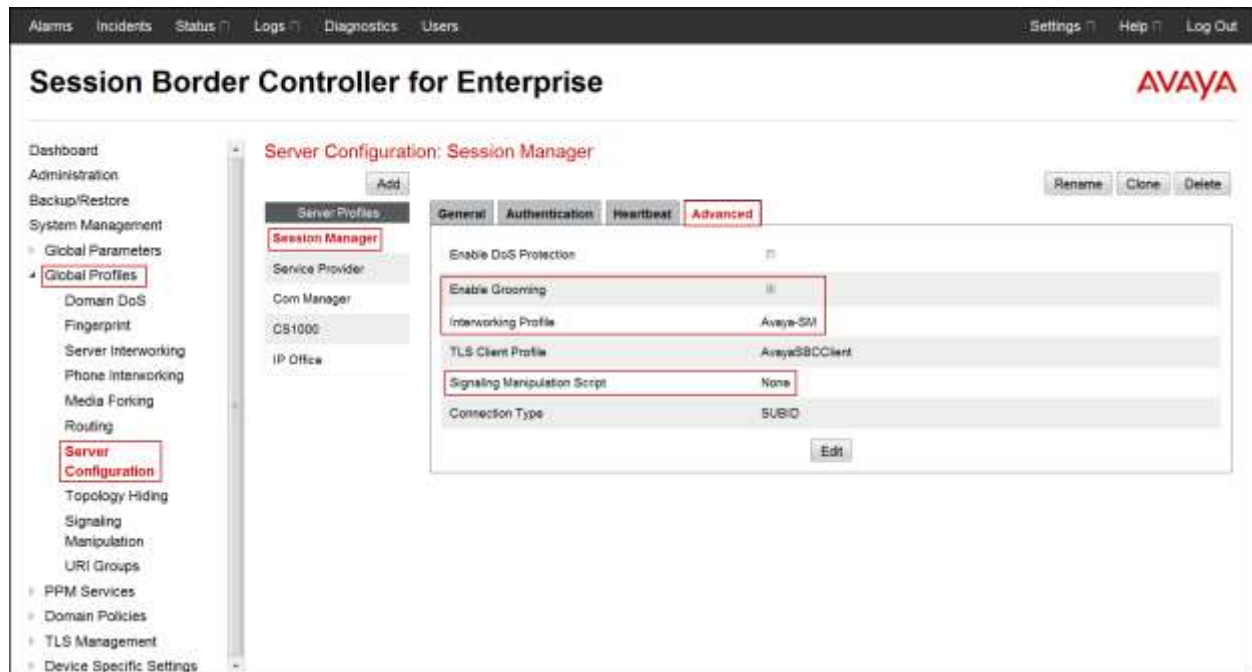 Alarms Incidents Status Logs Diagnostics Users Settings Help Log Out
Session Border Controller for Enterprise
AVAYA
Dashboard
Administration
Backup/Restore
System Management
Global Parameters
Global Profiles
Domain DoS
Fingerprint
Server Interworking
Phone Interworking
Media Forking
Routing
Server
Configuration
Topology Hiding
Signaling
Manipulation
URI Groups
PPM Services
Domain Policies
TLS Management
Device Specific Settings
Server Configuration: Session Manager
Add
Rename Clone Delete
Server Profiles
Session Manager
Service Provider
Com Manager
CS1000
IP Office
General Authentication Heartbeat Advanced
Enable DoS Protection
Enable Grooming
Interworking Profile Avaya-SM
TLS Client Profile AvayaSBCClient
Signaling Manipulation Script None
Connection Type SUBID
Edit